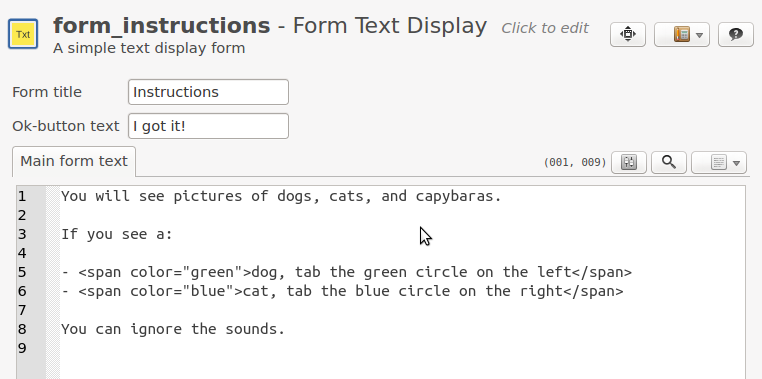 Txt
form_instructions - Form Text Display Click to edit
A simple text display form
Form title Instructions
Ok-button text I got it!
Main form text
(001, 009)
1 You will see pictures of dogs, cats, and capybaras.
2
3 If you see a:
4
5 - <span color="green">dog, tab the green circle on the left</span>
6 - <span color="blue">cat, tab the blue circle on the right</span>
7
8 You can ignore the sounds.
9